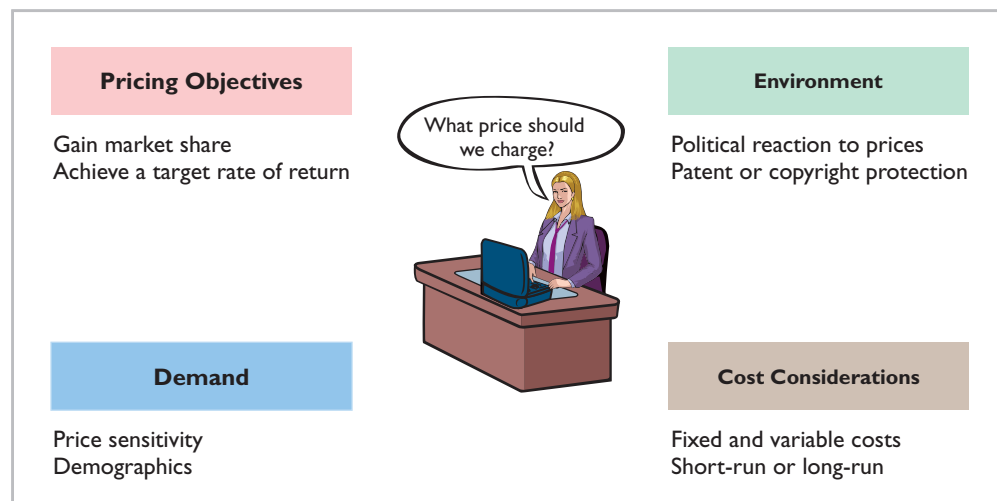 Pricing Objectives
Gain market share
Achieve a target rate of return
Environment
Political reaction to prices
Patent or copyright protection
What price should
we charge?
Demand
Price sensitivity
Demographics
Cost Considerations
Fixed and variable costs
Short-run or long-run